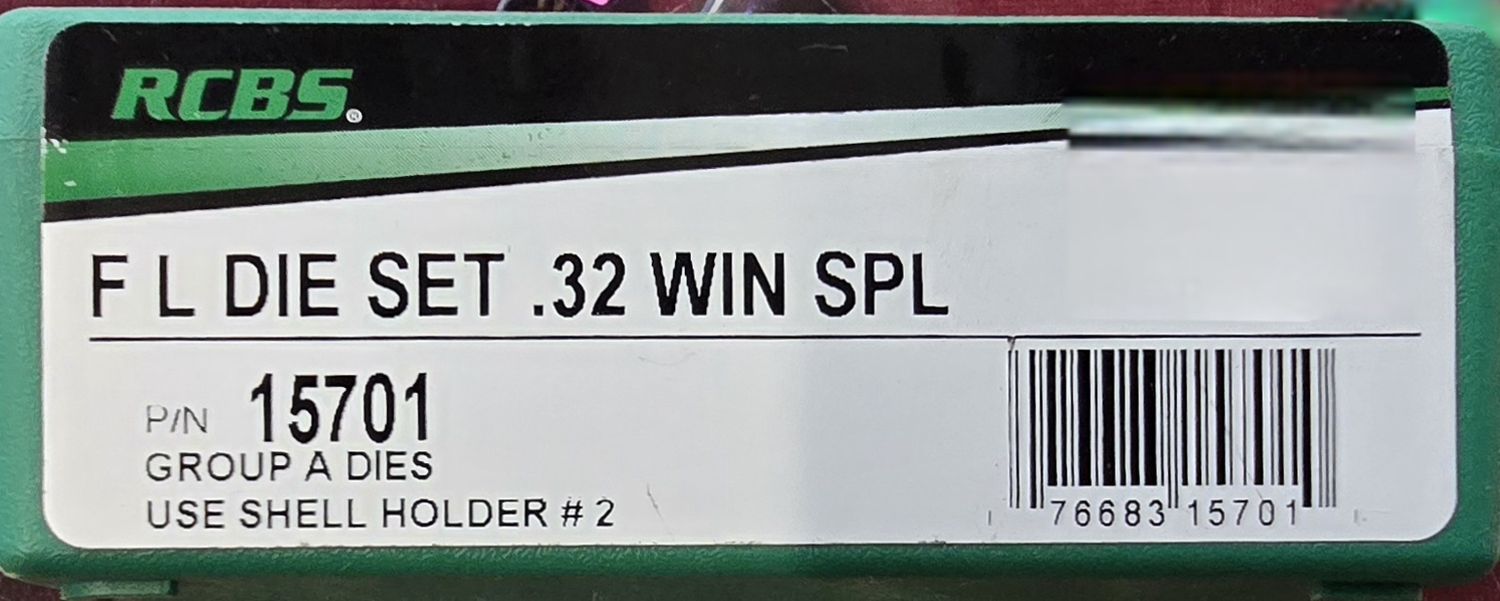 RCBS®
F L DIE SET .32 WIN SPL
P/N 15701
GROUP A DIES
USE SHELL HOLDER # 2
76683 15701